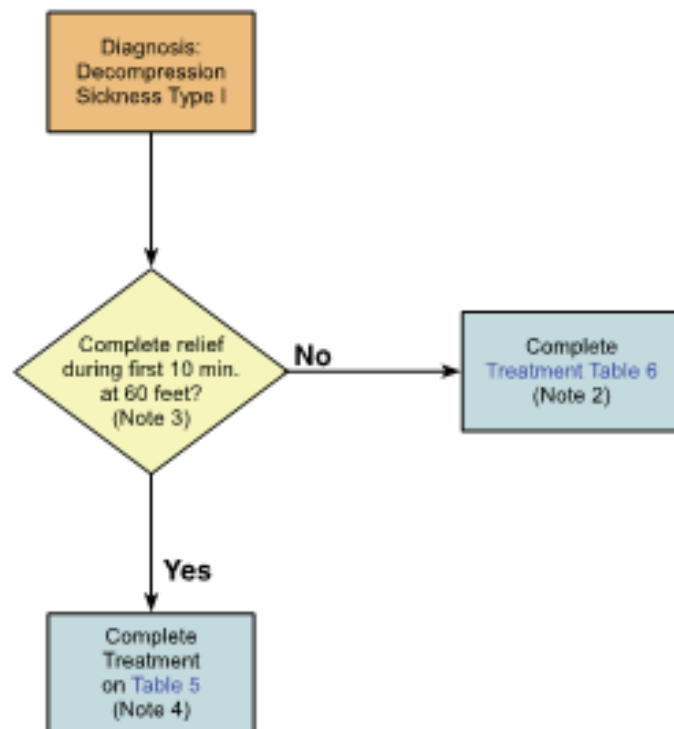 Diagnosis:
Decompression
Sickness Type I
Complete relief
during first 10 min.
at 60 feet?
(Note 3)
No
Complete
Treatment Table 6
(Note 2)
Yes
Complete
Treatment
on Table 5
(Note 4)